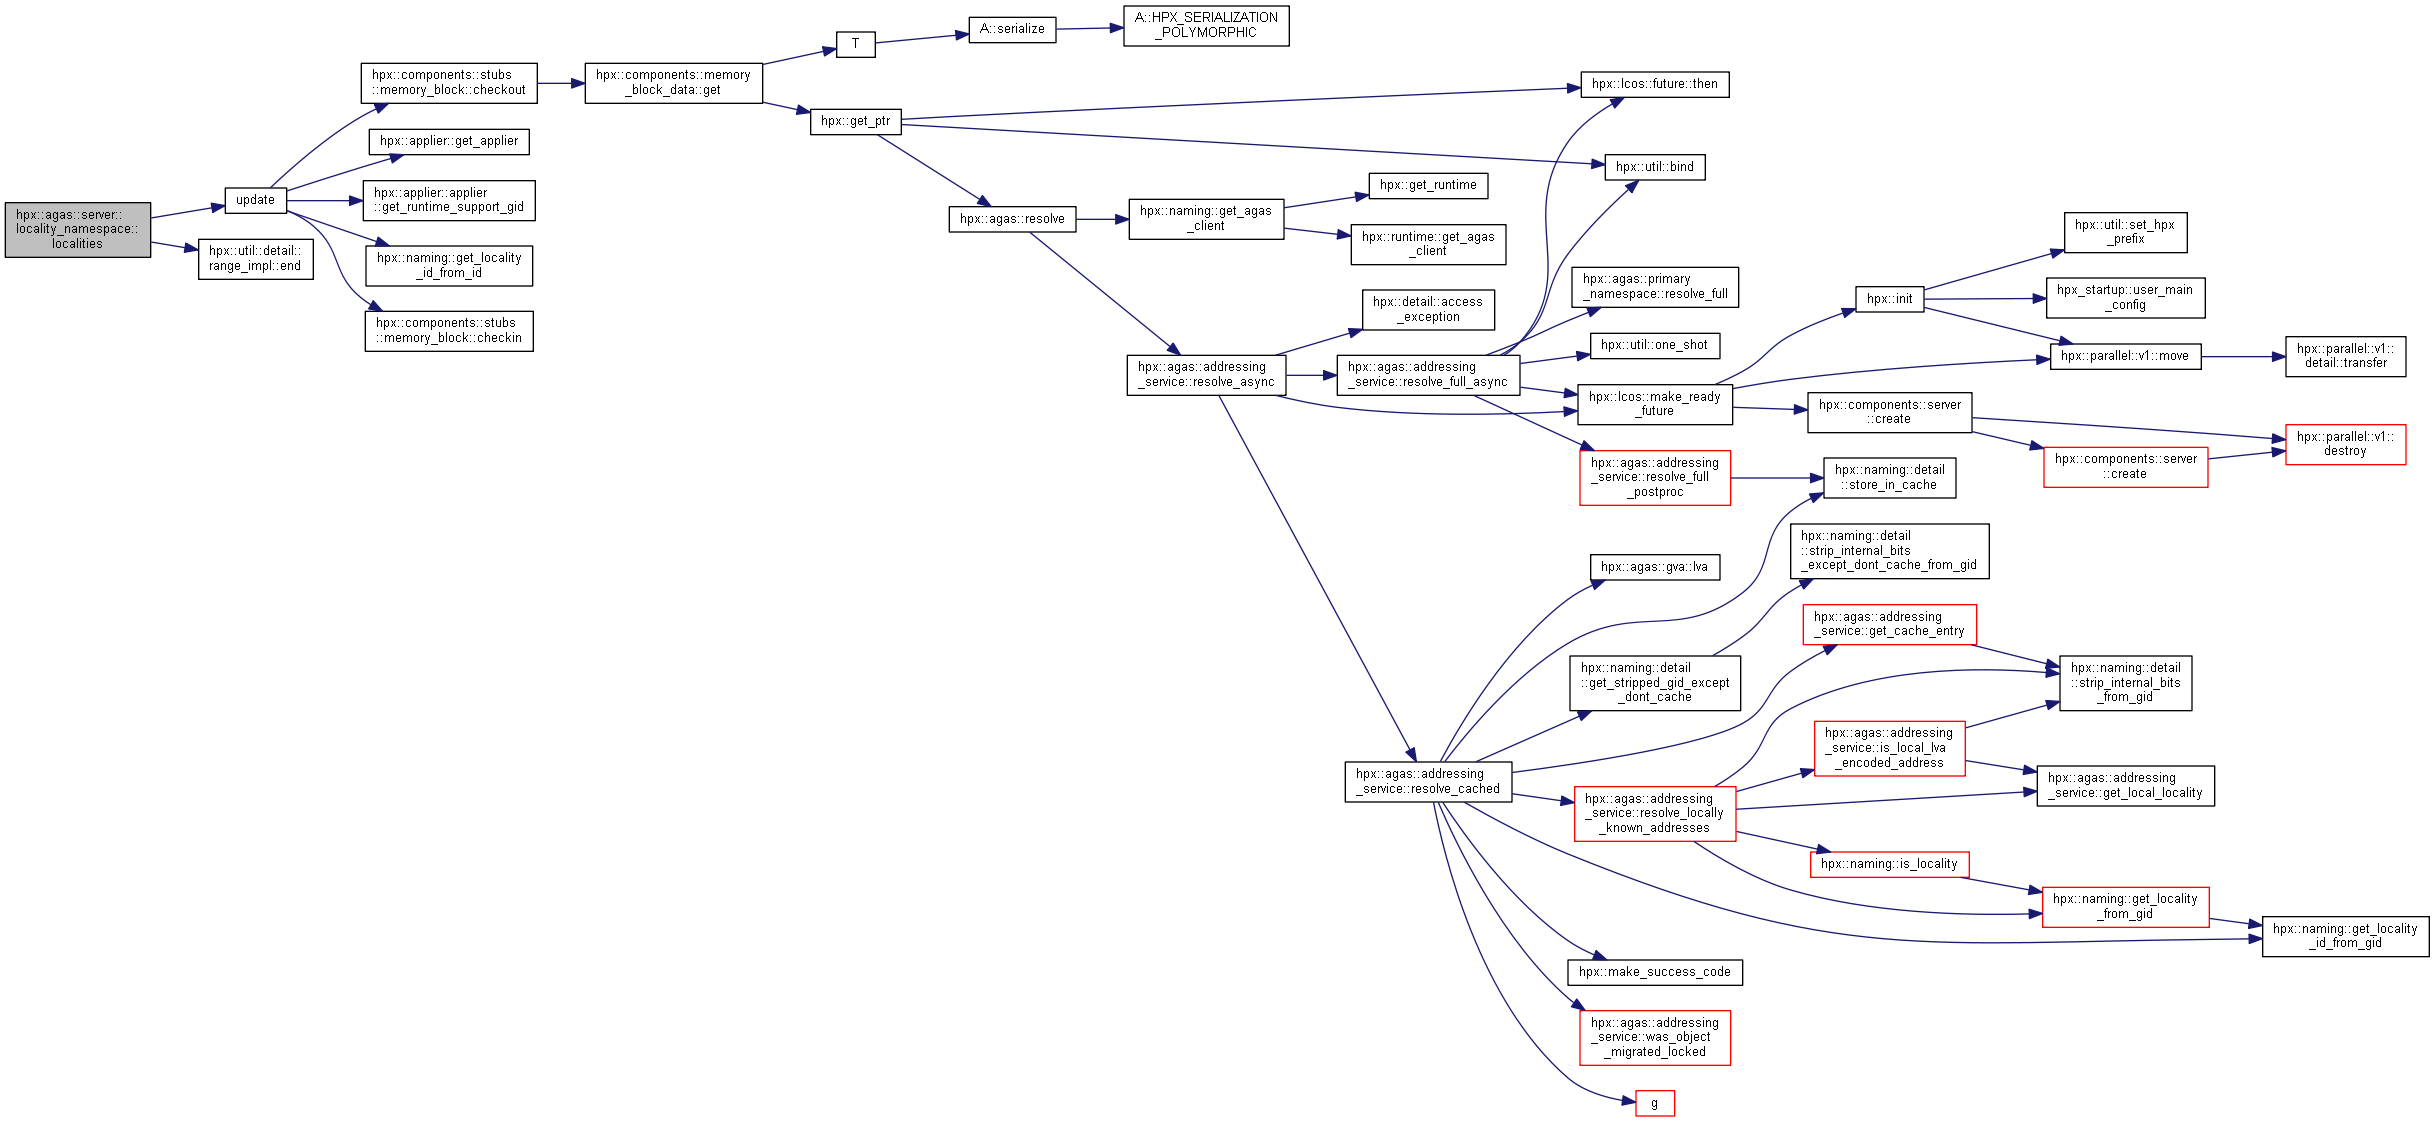 hpx::agas::server::
locality_namespace::
localities
update
hpx::util::detail::
range_impl::end
hpx::components::stubs
::memory_block::checkout
hpx::applier::get_applier
hpx::applier::applier
::get_runtime_support_gid
hpx::naming::get_locality
_id_from_id
hpx::components::stubs
::memory_block::checkin
hpx::components::memory
_block_data::get
T
hpx::get_ptr
A::serialize
A::HPX_SERIALIZATION
_POLYMORPHIC
hpx::agas::resolve
hpx::naming::get_agas
_client
hpx::get_runtime
hpx::runtime::get_agas
_client
hpx::detail::access
_exception
hpx::agas::addressing
_service::resolve_async
hpx::agas::addressing
_service::resolve_full_async
hpx::agas::addressing
_service::resolve_cached
hpx::lcos::future::then
hpx::util::bind
hpx::agas::primary
_namespace::resolve_full
hpx::util::one_shot
hpx::lcos::make_ready
_future
hpx::agas::addressing
_service::resolve_full
_postproc
hpx::agas::gva::lva
hpx::naming::detail
::get_stripped_gid_except
_dont_cache
hpx::agas::addressing
_service::resolve_locally
_known_addresses
hpx::make_success_code
hpx::agas::addressing
_service::was_object
_migrated_locked
g
hpx::init
hpx::components::server
::create
hpx::naming::detail
::store_in_cache
hpx::naming::detail
::strip_internal_bits
_except_dont_cache_from_gid
hpx::agas::addressing
_service::get_cache_entry
hpx::agas::addressing
_service::is_local_lva
_encoded_address
hpx::naming::is_locality
hpx::util::set_hpx
_prefix
hpx_startup::user_main
_config
hpx::parallel::v1::move
hpx::components::server
::create
hpx::naming::detail
::strip_internal_bits
_from_gid
hpx::agas::addressing
_service::get_local_locality
hpx::naming::get_locality
_from_gid
hpx::parallel::v1::
detail::transfer
hpx::parallel::v1::
destroy
hpx::naming::get_locality
_id_from_gid